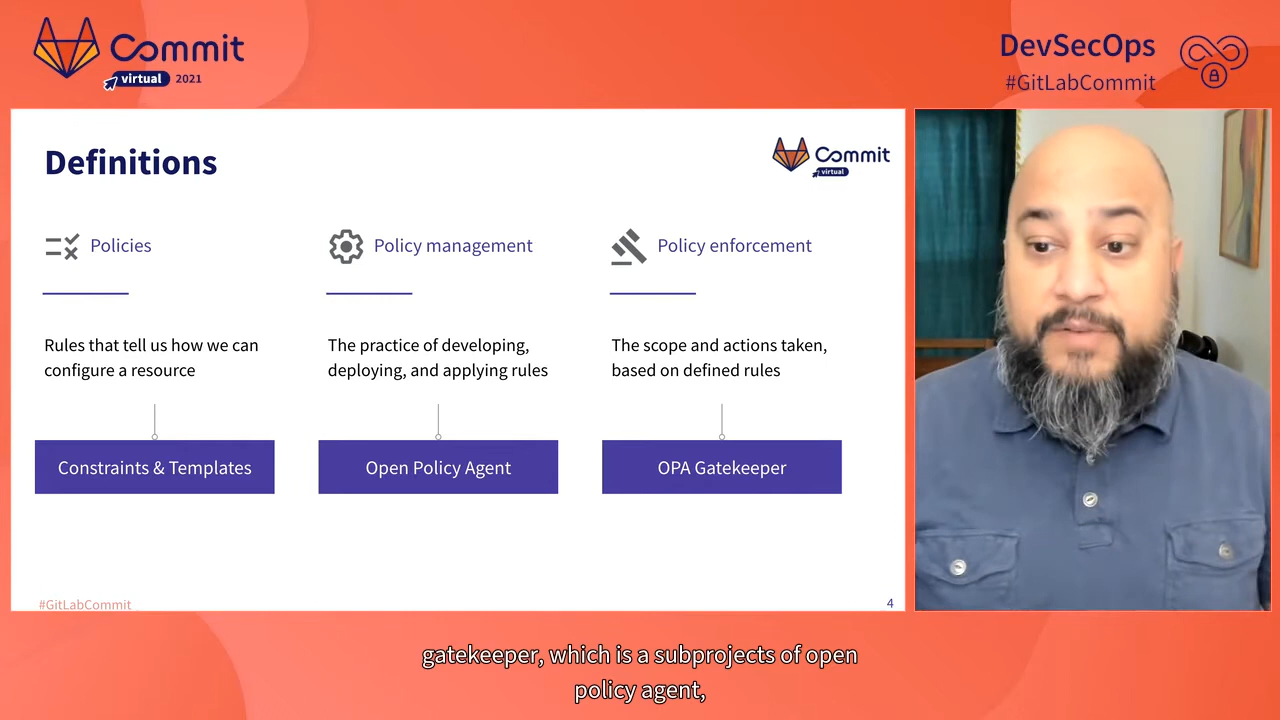 Commit
virtual 2021
DevSecOps
#GitLabCommit
Definitions
Commit
virtual
Policies
Policy management
Policy enforcement
Rules that tell us how we can
configure a resource
The practice of developing,
deploying, and applying rules
The scope and actions taken,
based on defined rules
Constraints & Templates
Open Policy Agent
OPA Gatekeeper
#GitLabCommit
4
gatekeeper, which is a subprojects of open
policy agent,